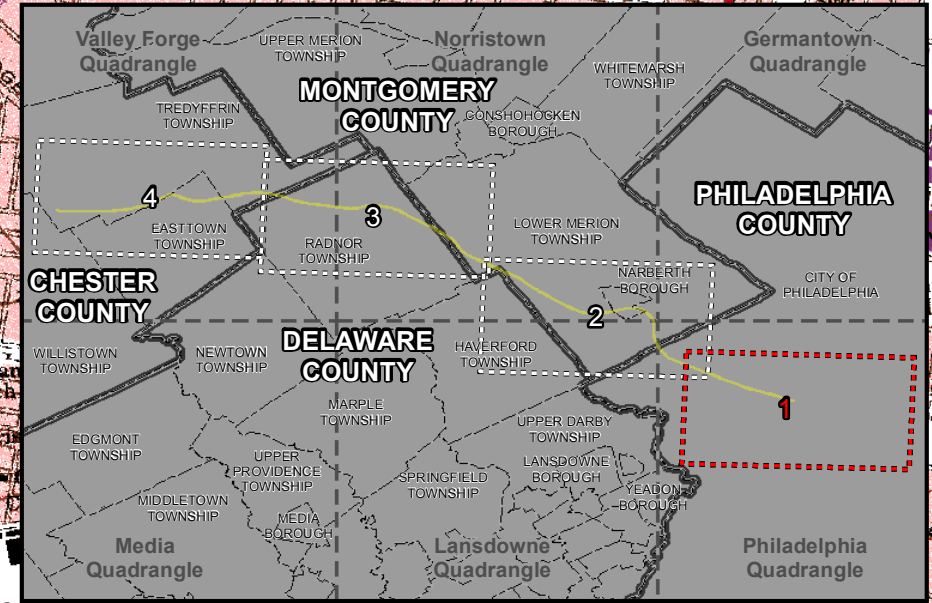 Valley Forge
Quadrangle
UPPER MERION
TOWNSHIP
Norristown
Quadrangle
Germantown
Quadrangle
WHITEMARSH
TOWNSHIP
TREDYFFRIN
TOWNSHIP
MONTGOMERY
COUNTY
CONSHOHOCKEN
BOROUGH
PHILADELPHIA
COUNTY
4
3
EASTTOWN
TOWNSHIP
RADNOR
TOWNSHIP
LOWER MERION
TOWNSHIP
CHESTER
COUNTY
NARBERTH
BOROUGH
CITY OF
PHILADELPHIA
2
WILLISTOWN
TOWNSHIP
NEWTOWN
TOWNSHIP
DELAWARE
COUNTY
HAVERFORD
TOWNSHIP
1
MARPLE
TOWNSHIP
UPPER DARBY
TOWNSHIP
EDGMONT
TOWNSHIP
UPPER
PROVIDENCE
TOWNSHIP
SPRINGFIELD
TOWNSHIP
LANSDOWNE
BOROUGH
YEADON
BOROUGH
MIDDLETOWN
TOWNSHIP
MEDIA
BOROUGH
Media
Quadrangle
Lansdowne
Quadrangle
Philadelphia
Quadrangle